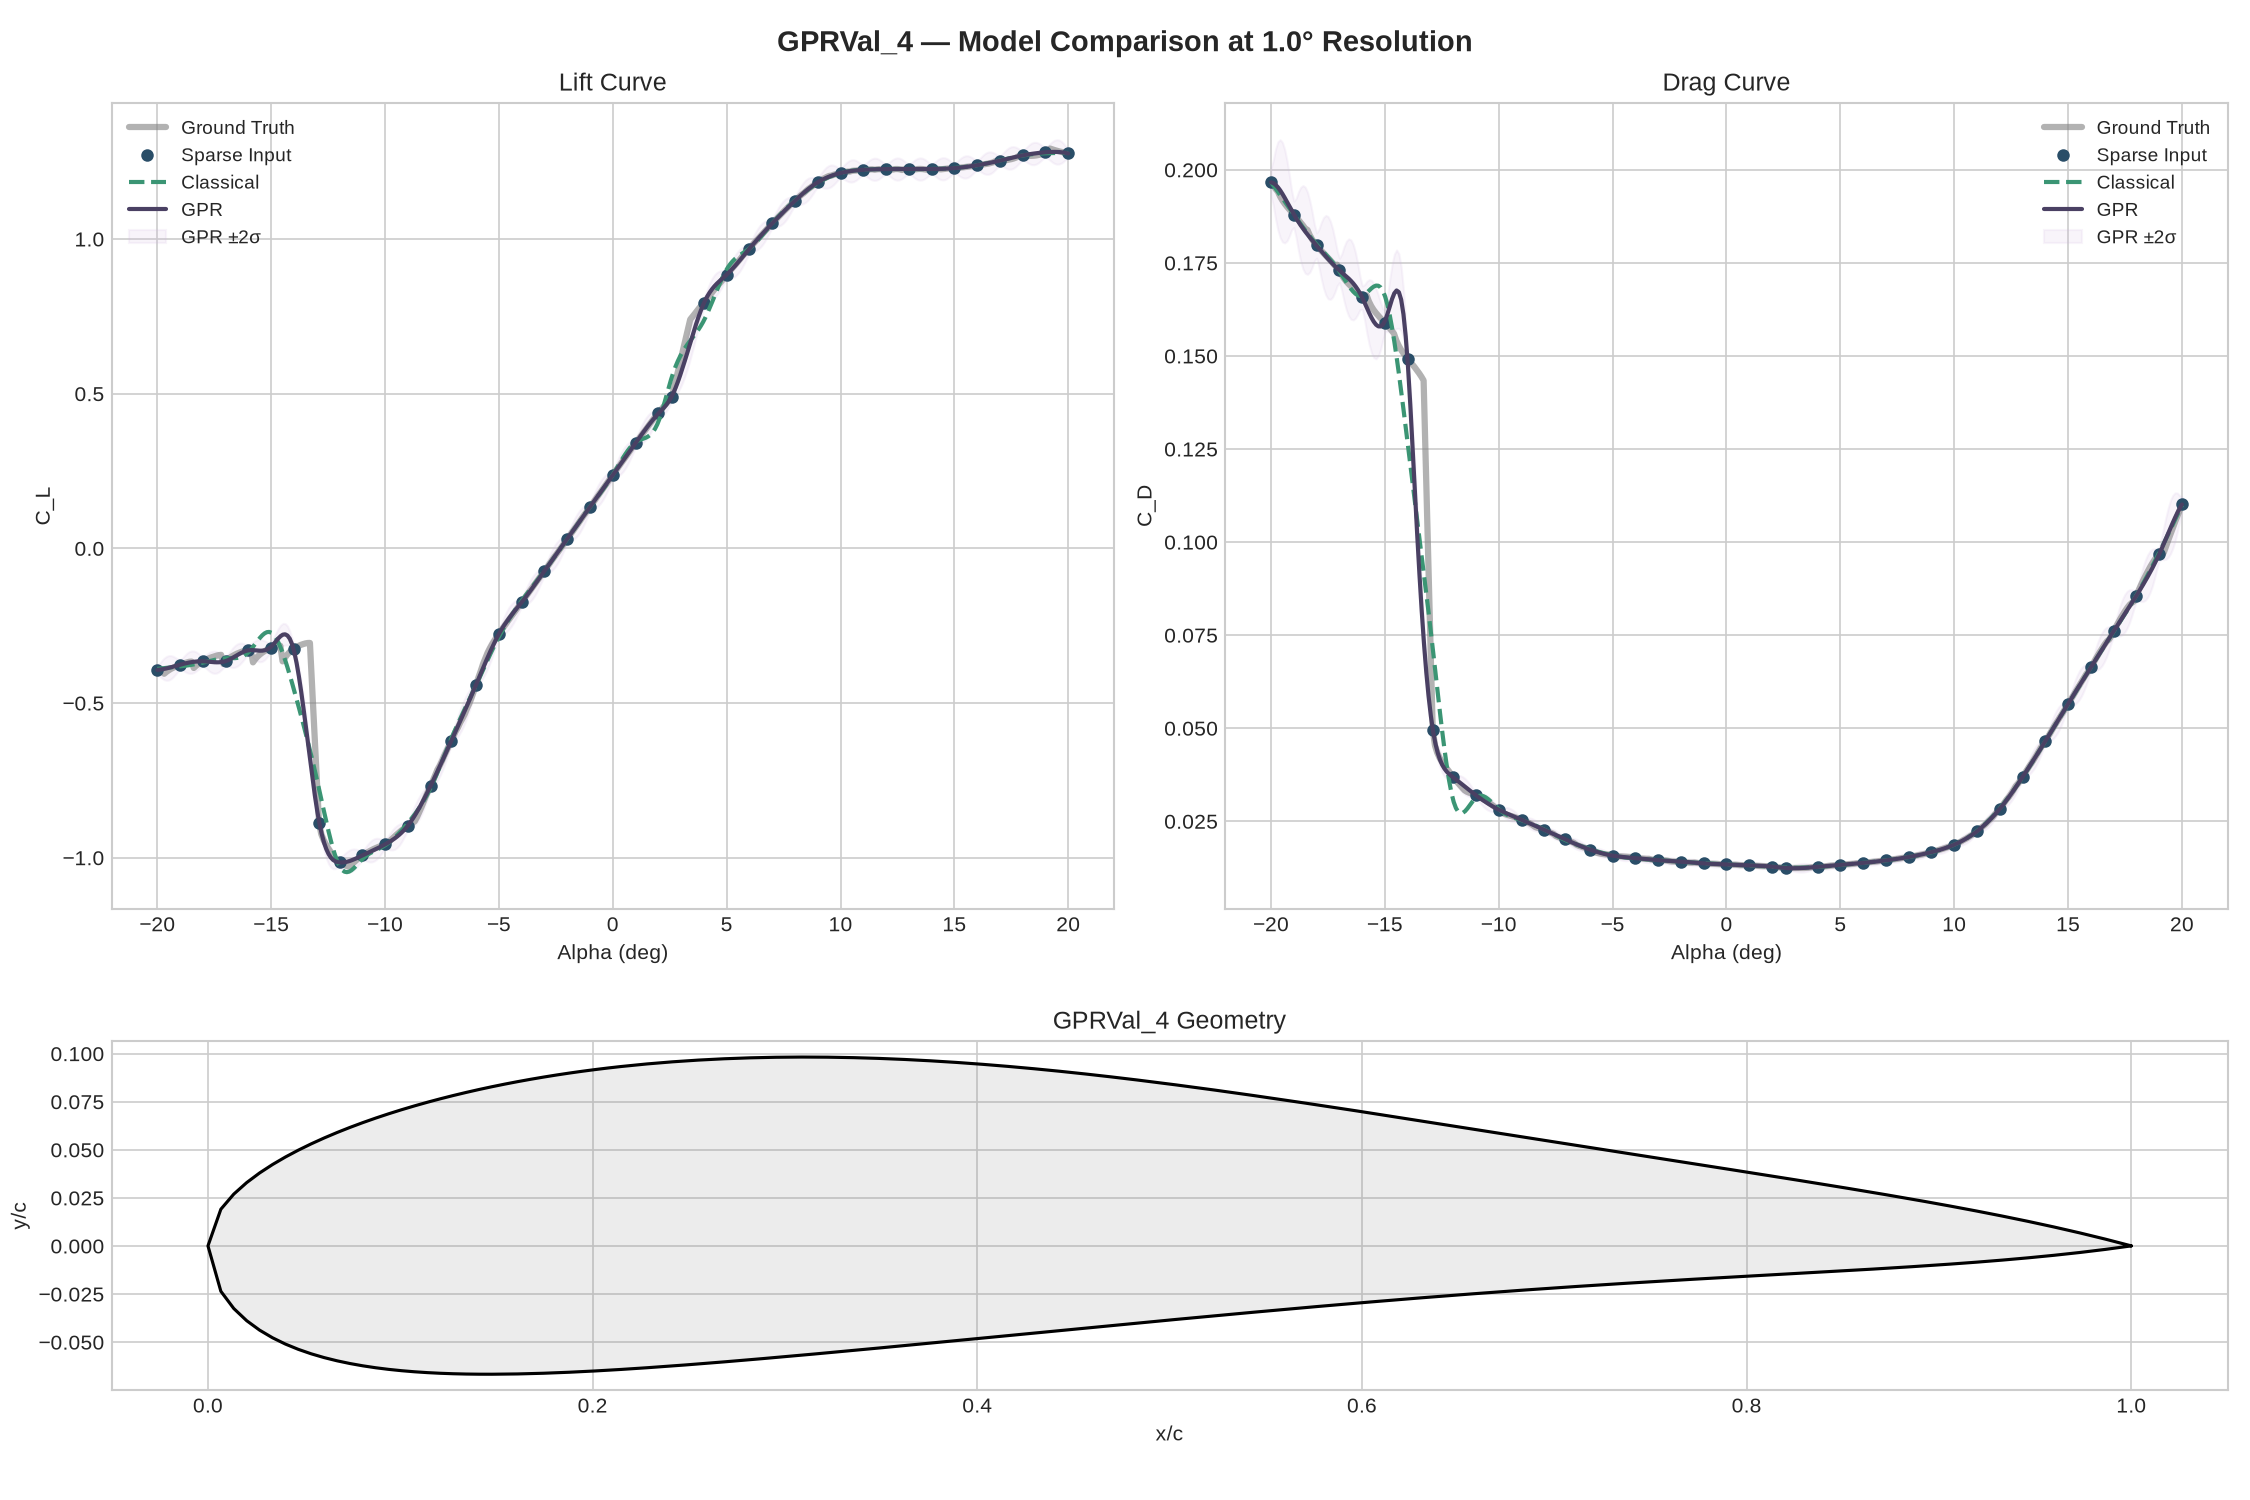 GPRVal_4 — Model Comparison at 1.0° Resolution
Lift Curve
Ground Truth
Sparse Input
Classical
GPR
GPR ±2σ
1.0
0.5
0.0
−0.5
−1.0
C_L
−20 −15 −10 −5 0 5 10 15 20
Alpha (deg)
Drag Curve
Ground Truth
Sparse Input
Classical
GPR
GPR ±2σ
0.200
0.175
0.150
0.125
0.100
0.075
0.050
0.025
C_D
−20 −15 −10 −5 0 5 10 15 20
Alpha (deg)
GPRVal_4 Geometry
0.100
0.075
0.050
0.025
0.000
−0.025
−0.050
y/c
0.0 0.2 0.4 0.6 0.8 1.0
x/c